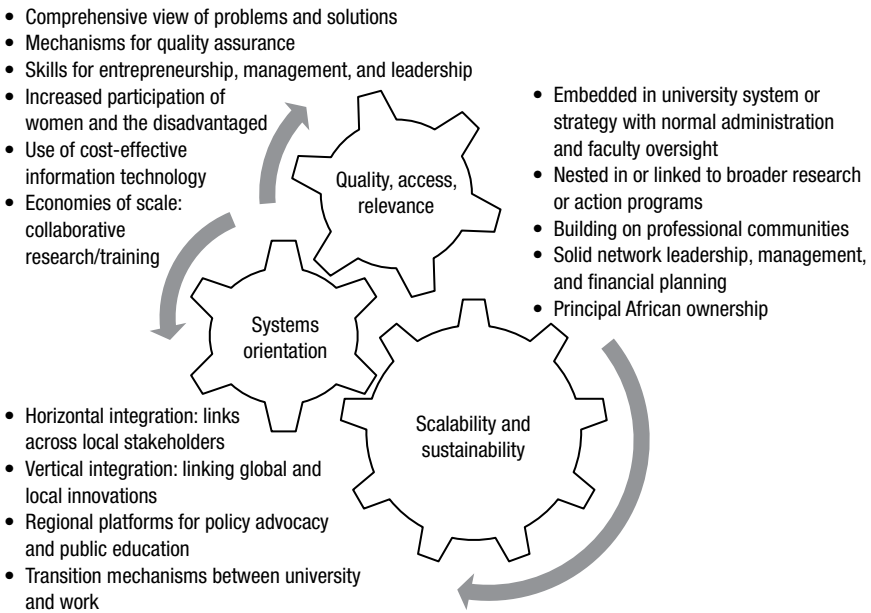 • Comprehensive view of problems and solutions
• Mechanisms for quality assurance
• Skills for entrepreneurship, management, and leadership
• Increased participation of
women and the disadvantaged
• Use of cost-effective
information technology
• Economies of scale:
collaborative
research/training
Quality, access,
relevance
• Embedded in university system or
strategy with normal administration
and faculty oversight
• Nested in or linked to broader research
or action programs
• Building on professional communities
• Solid network leadership, management,
and financial planning
• Principal African ownership
Systems
orientation
Scalability and
sustainability
• Horizontal integration: links
across local stakeholders
• Vertical integration: linking global and
local innovations
• Regional platforms for policy advocacy
and public education
• Transition mechanisms between university
and work